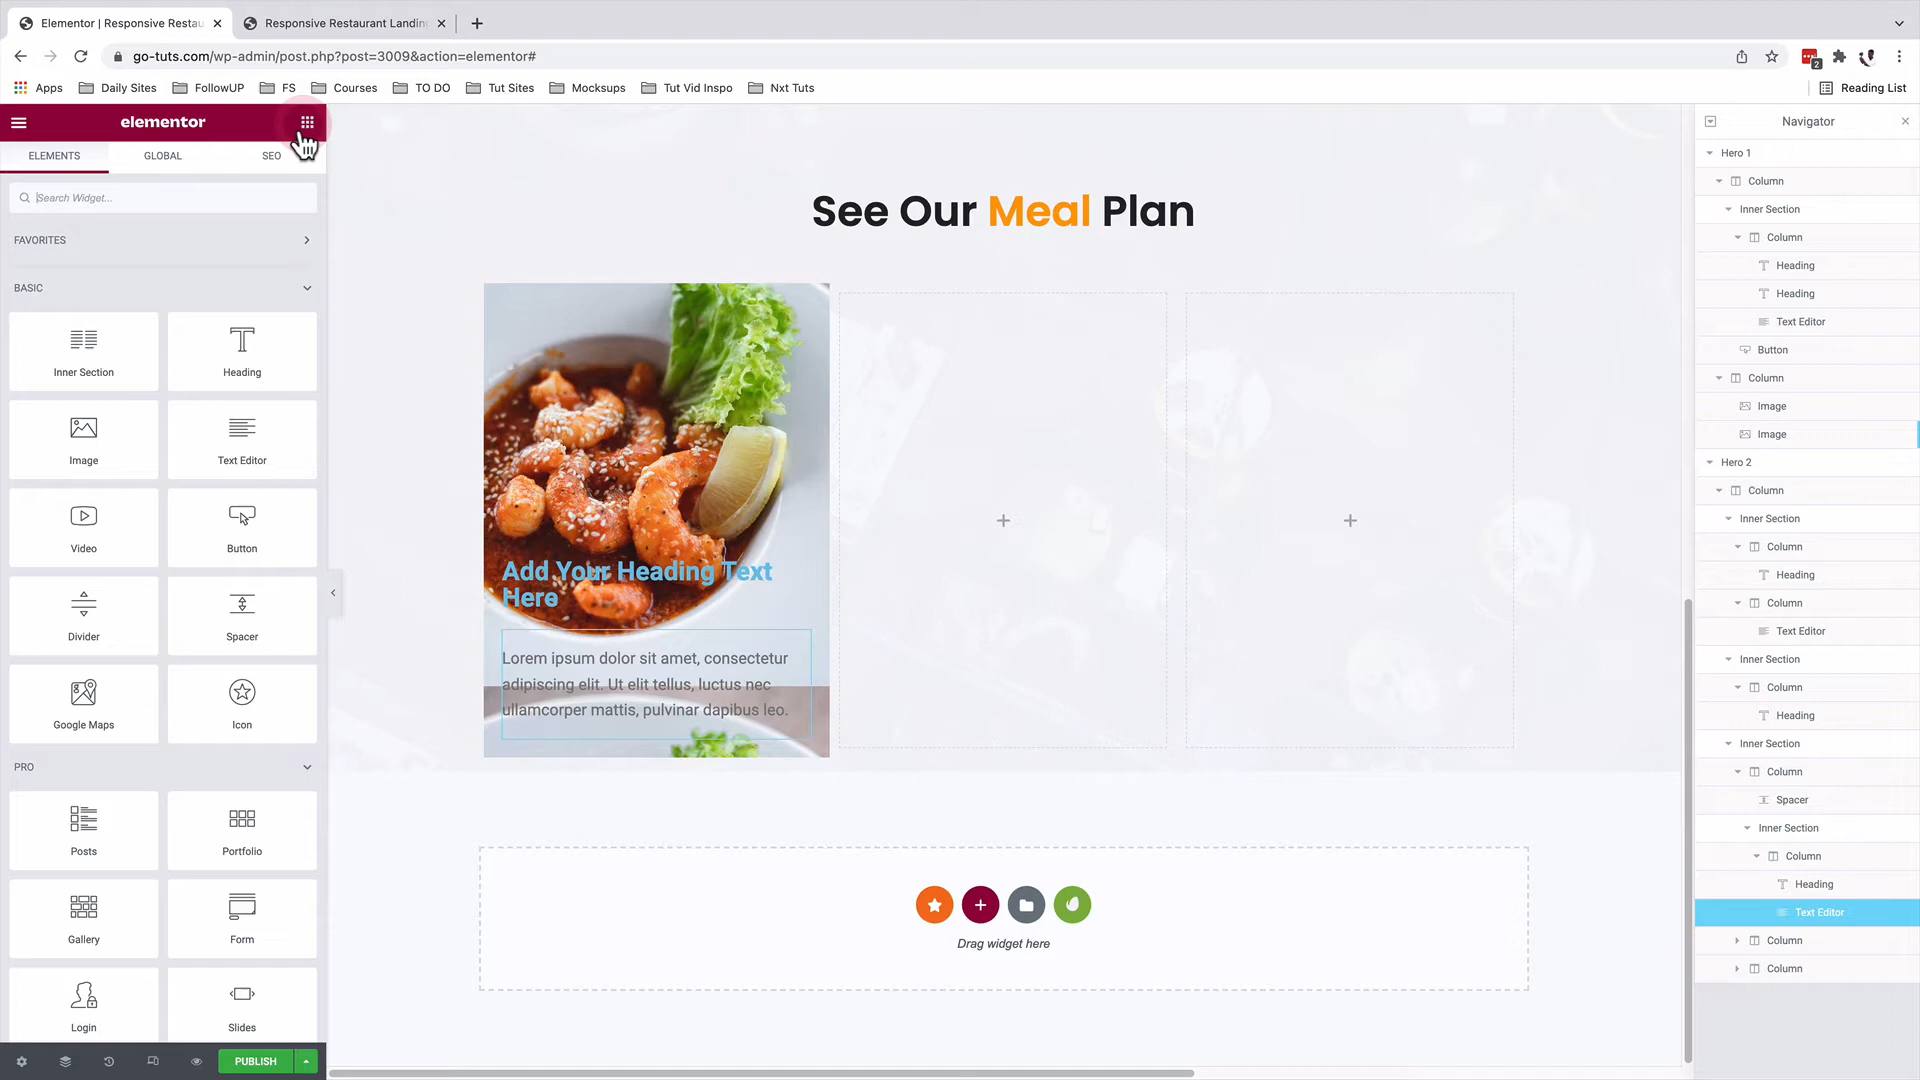 Elementor | Responsive Restau
Responsive Restaurant Landin
go-tuts.com/wp-admin/post.php?post=3009&action=elementor#
2
Apps
Daily Sites
FollowUP
FS
Courses
TO DO
Tut Sites
Mocksups
Tut Vid Inspo
Nxt Tuts
Reading List
elementor
ELEMENTS
GLOBAL
SEO
Search Widget...
FAVORITES
BASIC
Inner Section
Heading
Image
Text Editor
Video
Button
Divider
Spacer
Google Maps
Icon
PRO
Posts
Portfolio
Gallery
Form
Login
Slides
PUBLISH
See Our Meal Plan
Add Your Heading Text
Here
Lorem ipsum dolor sit amet, consectetur
adipiscing elit. Ut elit tellus, luctus nec
ullamcorper mattis, pulvinar dapibus leo.
Drag widget here
Navigator
Hero 1
Column
Inner Section
Column
Heading
Heading
Text Editor
Button
Column
Image
Image
Hero 2
Column
Inner Section
Column
Heading
Column
Text Editor
Inner Section
Column
Heading
Inner Section
Column
Spacer
Inner Section
Column
Heading
Text Editor
Column
Column